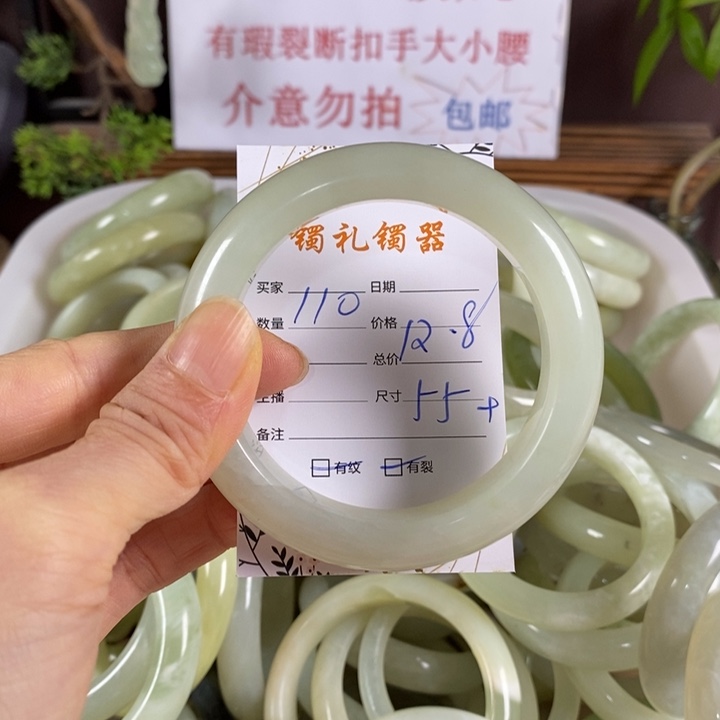 有瑕裂断扣手大小腰
介意勿拍 包邮
镯礼镯器
买家 110 日期
数量 价格 12.8
总价
主播 尺寸 55+
备注
有纹 有裂